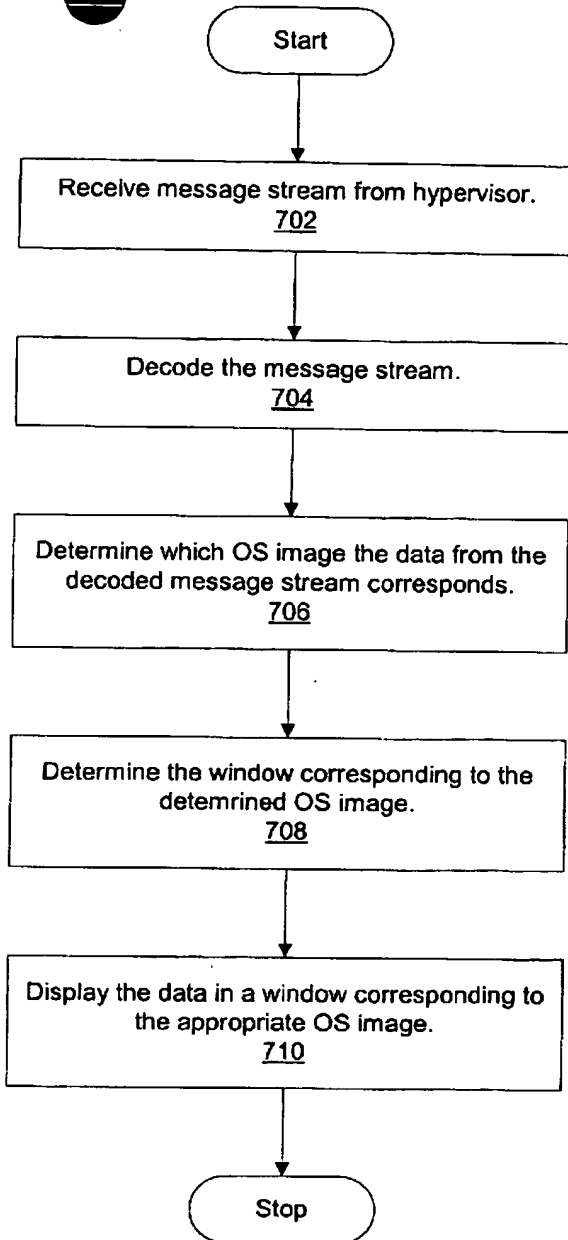 Start
Receive message stream from hypervisor.
702
Decode the message stream.
704
Determine which OS image the data from the
decoded message stream corresponds.
706
Determine the window corresponding to the
detemrined OS image.
708
Display the data in a window corresponding to
the appropriate OS image.
710
Stop